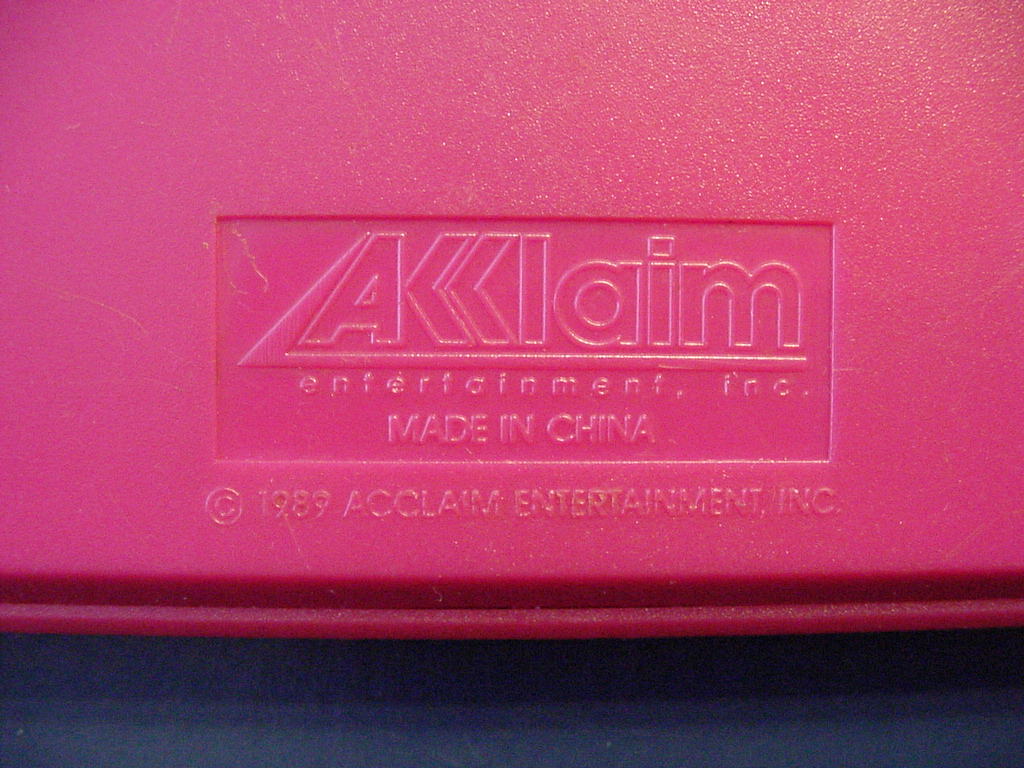 AKKlaim
entertainment, inc.
MADE IN CHINA
© 1989 ACCLAIM ENTERTAINMENT, INC.